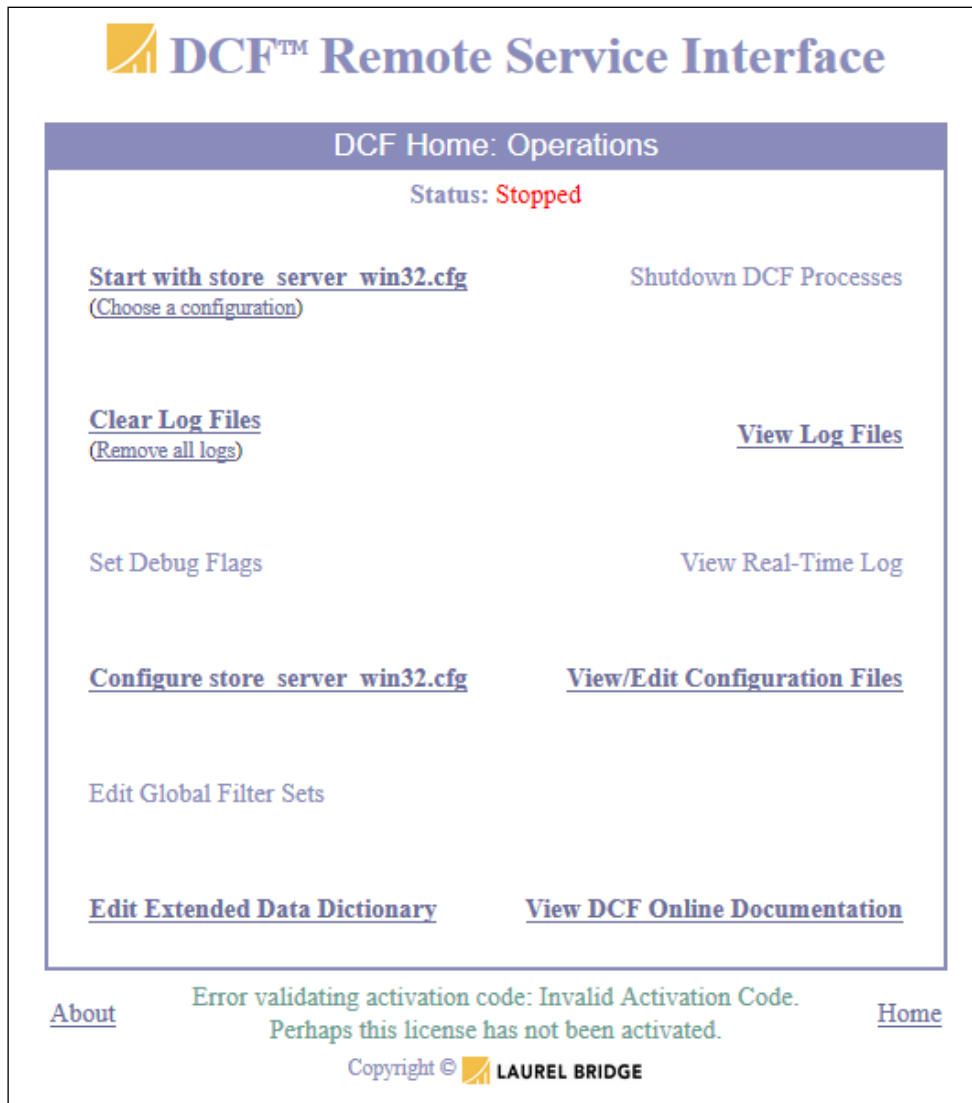 DCF™ Remote Service Interface
DCF Home: Operations
Status: Stopped
Start with store_server_win32.cfg
Shutdown DCF Processes
(Choose a configuration)
Clear Log Files
(Remove all logs)
View Log Files
Set Debug Flags
View Real-Time Log
Configure store_server_win32.cfg
View/Edit Configuration Files
Edit Global Filter Sets
Edit Extended Data Dictionary
View DCF Online Documentation
About
Error validating activation code: Invalid Activation Code.
Perhaps this license has not been activated.
Home
Copyright © LAUREL BRIDGE